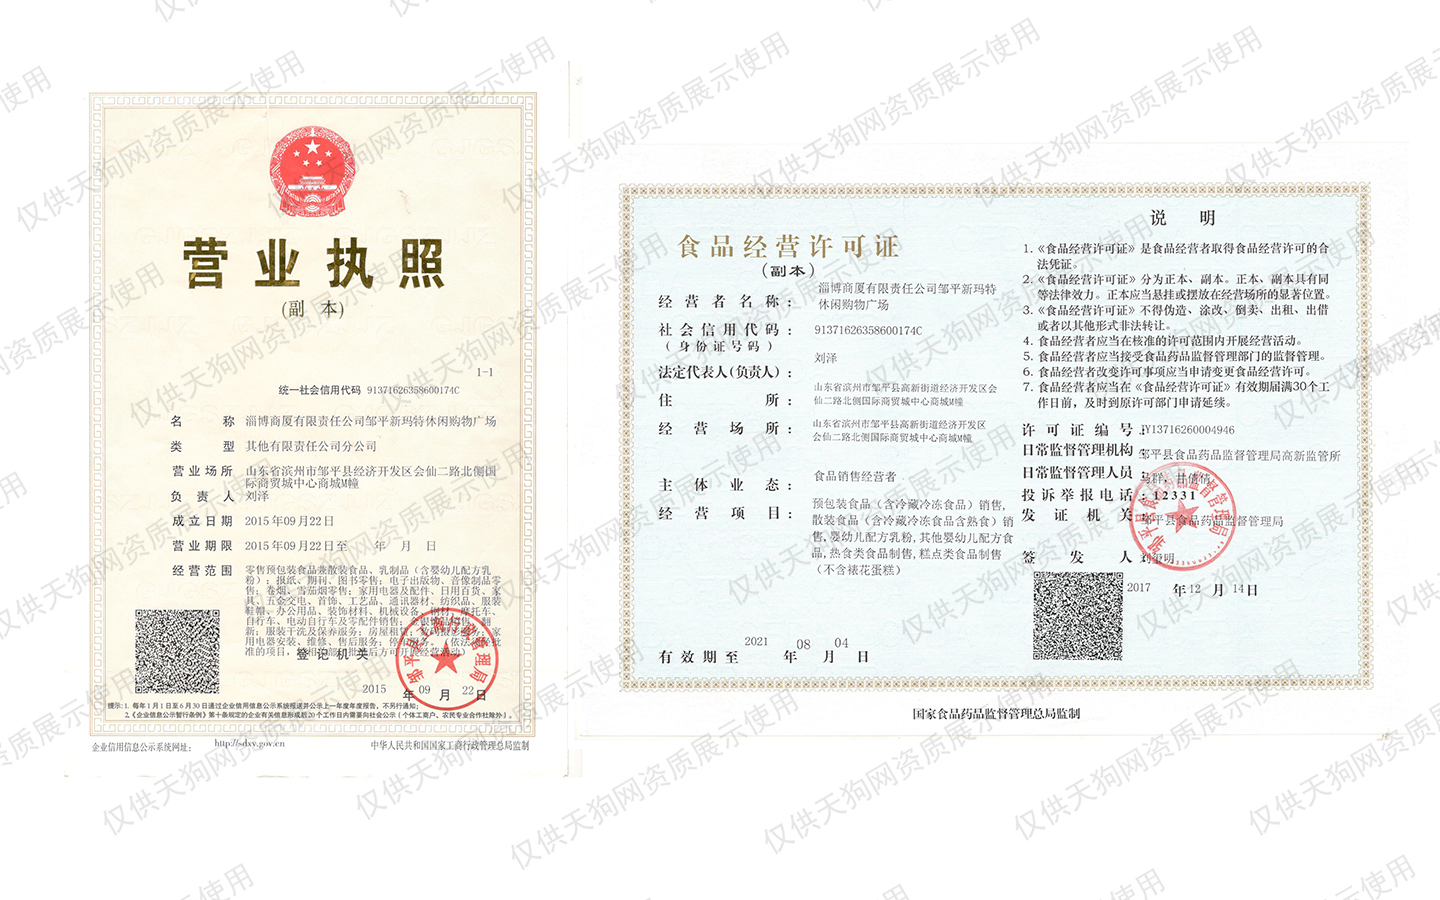 营业执照
(副 本)
1-1
统一社会信用代码 91371626358600174C
名 称 淄博商厦有限责任公司邹平新玛特休闲购物广场
类 型 其他有限责任公司分公司
营业场所 山东省滨州市邹平县经济开发区会仙二路北侧国
际商贸城中心商城M幢
负 责 人 刘泽
成立日期 2015年09月22日
营业期限 2015年09月22日至 年 月 日
经营范围 零售预包装食品兼散装食品、乳制品（含婴幼儿配方乳
粉）；报纸、期刊、图书零售；电子出版物、音像制品零
售；卷烟、雪茄烟零售；家用电器及配件、日用百货、家
具、五金交电、首饰、工艺品、通讯器材、纺织品、服装
鞋帽、办公用品、装饰材料、机械设备、钢材、摩托车、
自行车、电动自行车及零配件销售；金银饰品销售、翻
新；服装干洗及保养服务；房屋租赁；
用电器安装、维修、售后服务；停车服务。（依法须经批
准的项目，经相关部门批准后方可开展经营活动）
登记机关
2015 年 09 月 22 日
提示:1. 每年1月1日至6月30日通过企业信用信息公示系统报送并公示上一年度年度报告，不另行通知；
2.《企业信息公示暂行条例》第十条规定的企业有关信息形成后20个工作日内需要向社会公示（个体工商户、农民专业合作社除外）。
企业信用信息公示系统网址： http://sdxy.gov.cn 中华人民共和国国家工商行政管理总局监制
食品经营许可证
（副本）
经营者名称： 淄博商厦有限责任公司邹平新玛特
休闲购物广场
社会信用代码： 91371626358600174C
(身份证号码)
法定代表人(负责人)： 刘泽
住 所： 山东省滨州市邹平县高新街道经济开发区会
仙二路北侧国际商贸城中心商城M幢
经营场所： 山东省滨州市邹平县高新街道经济开发区
会仙二路北侧国际商贸城中心商城M幢
主体业态： 食品销售经营者
经营项目： 预包装食品（含冷藏冷冻食品）销售,
散装食品（含冷藏冷冻食品含熟食）销
售, 婴幼儿配方乳粉, 其他婴幼儿配方食
品, 热食类食品制售, 糕点类食品制售
（不含裱花蛋糕）
有效期至 2021 年 08 月 04 日
说 明
1.《食品经营许可证》是食品经营者取得食品经营许可的合
法凭证。
2.《食品经营许可证》分为正本、副本。正本、副本具有同
等法律效力。正本应当悬挂或摆放在经营场所的显著位置。
3.《食品经营许可证》不得伪造、涂改、倒卖、出租、出借
或者以其他形式非法转让。
4. 食品经营者应当在核准的许可范围内开展经营活动。
5. 食品经营者应当接受食品药品监督管理部门的监督管理。
6. 食品经营者改变许可事项应当申请变更食品经营许可。
7. 食品经营者应当在《食品经营许可证》有效期届满30个工
作日前，及时到原许可部门申请延续。
许可证编号：JY13716260004946
日常监督管理机构：邹平县食品药品监督管理局高新监管所
日常监督管理人员：
投诉举报电话：12331
发证机关：邹平县食品药品监督管理局
签 发 人：
2017 年 12 月 14 日
国家食品药品监督管理总局监制
仅供天狗网资质展示使用